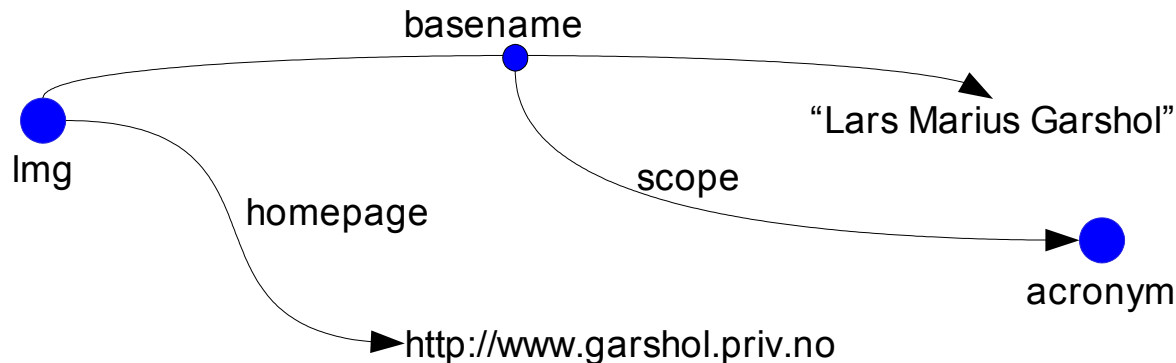 basename
“Lars Marius Garshol”
lmg
scope
homepage
acronym
http://www.garshol.priv.no